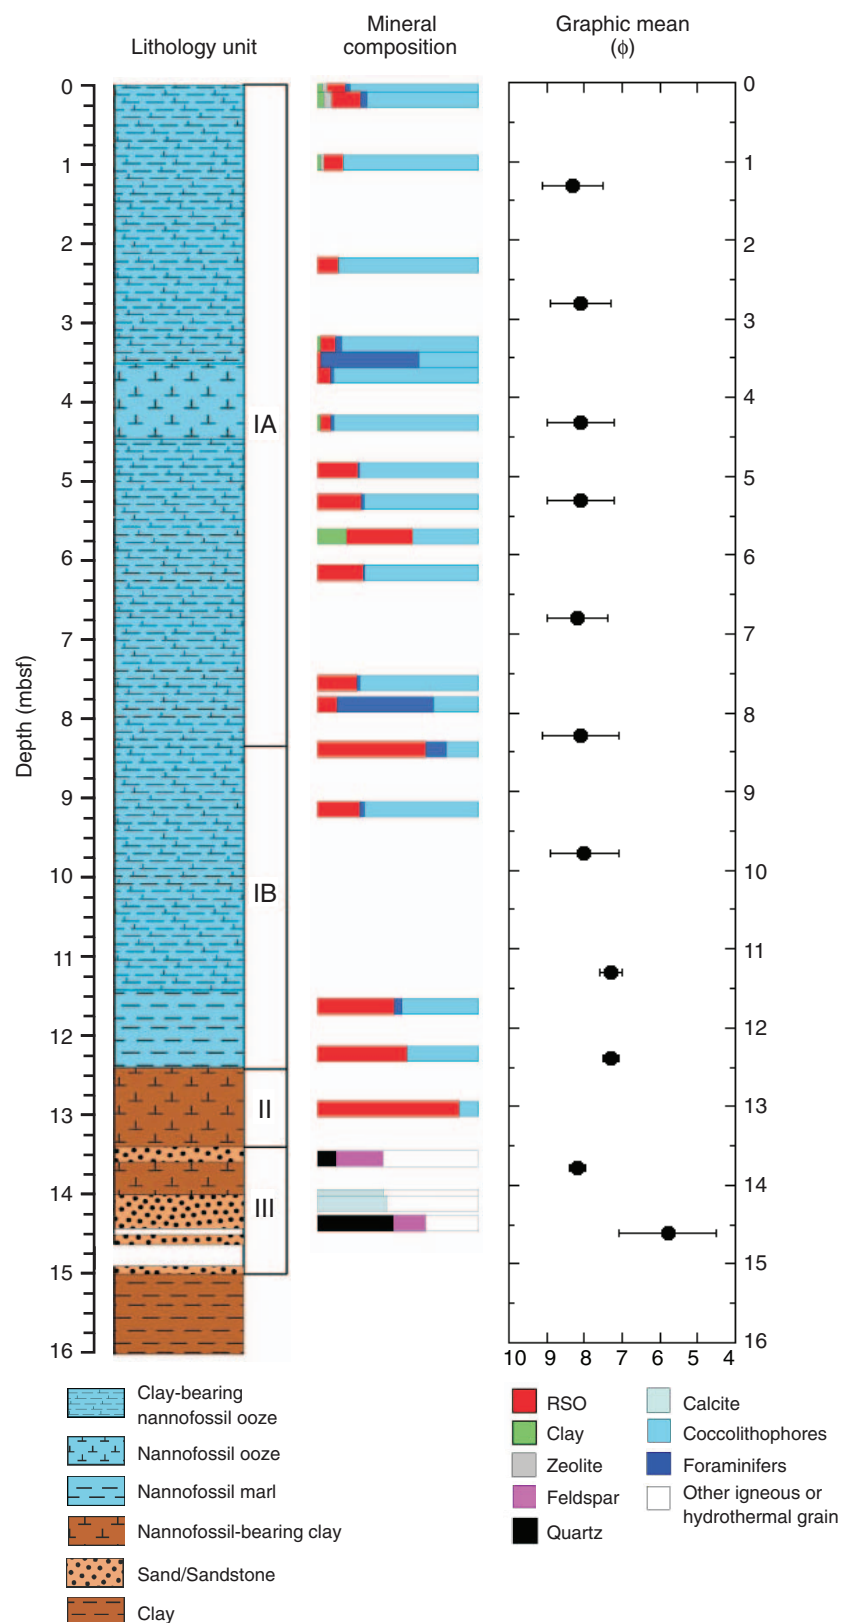 Lithology unit
Mineral
composition
Graphic mean
(ϕ)
Depth (mbsf)
0
1
2
3
4
5
6
7
8
9
10
11
12
13
14
15
16
IA
IB
II
III
0
1
2
3
4
5
6
7
8
9
10
11
12
13
14
15
16
10 9 8 7 6 5 4
Clay-bearing
nannofossil ooze
Nannofossil ooze
Nannofossil marl
Nannofossil-bearing clay
Sand/Sandstone
Clay
RSO
Clay
Zeolite
Feldspar
Quartz
Calcite
Coccolithophores
Foraminifers
Other igneous or
hydrothermal grain